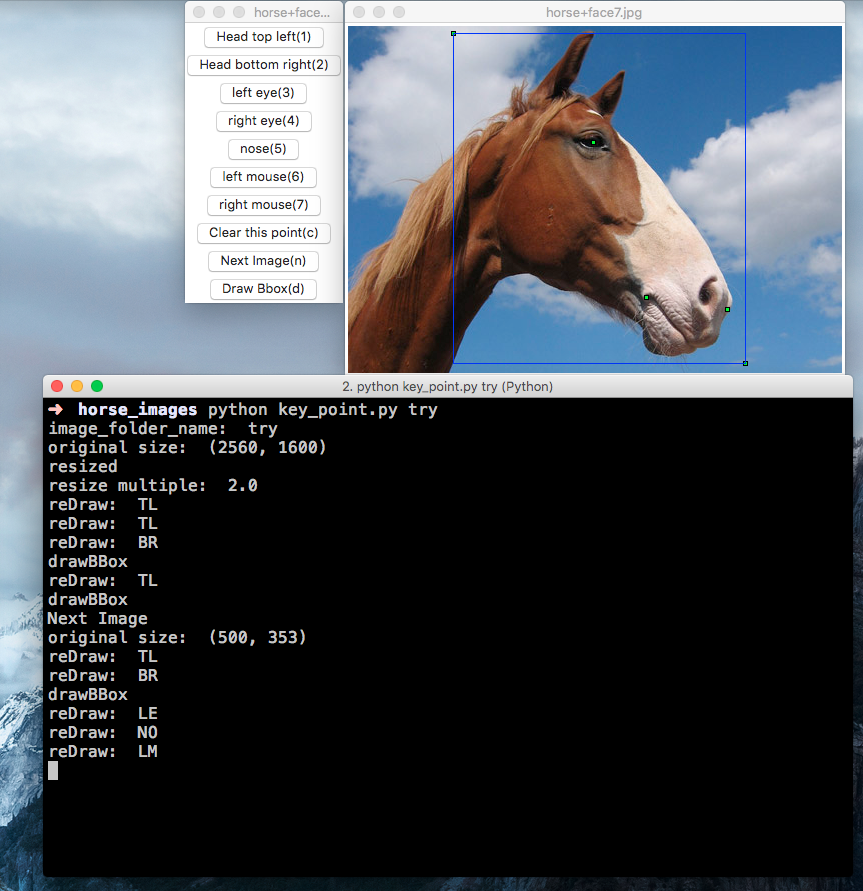 horse+face...
Head top left(1)
Head bottom right(2)
left eye(3)
right eye(4)
nose(5)
left mouse(6)
right mouse(7)
Clear this point(c)
Next Image(n)
Draw Bbox(d)
horse+face7.jpg
2. python key_point.py try (Python)
➜ horse_images python key_point.py try
image_folder_name:  try
original size:  (2560, 1600)
resized
resize multiple:  2.0
reDraw:  TL
reDraw:  TL
reDraw:  BR
drawBBox
reDraw:  TL
drawBBox
Next Image
original size:  (500, 353)
reDraw:  TL
reDraw:  BR
drawBBox
reDraw:  LE
reDraw:  NO
reDraw:  LM